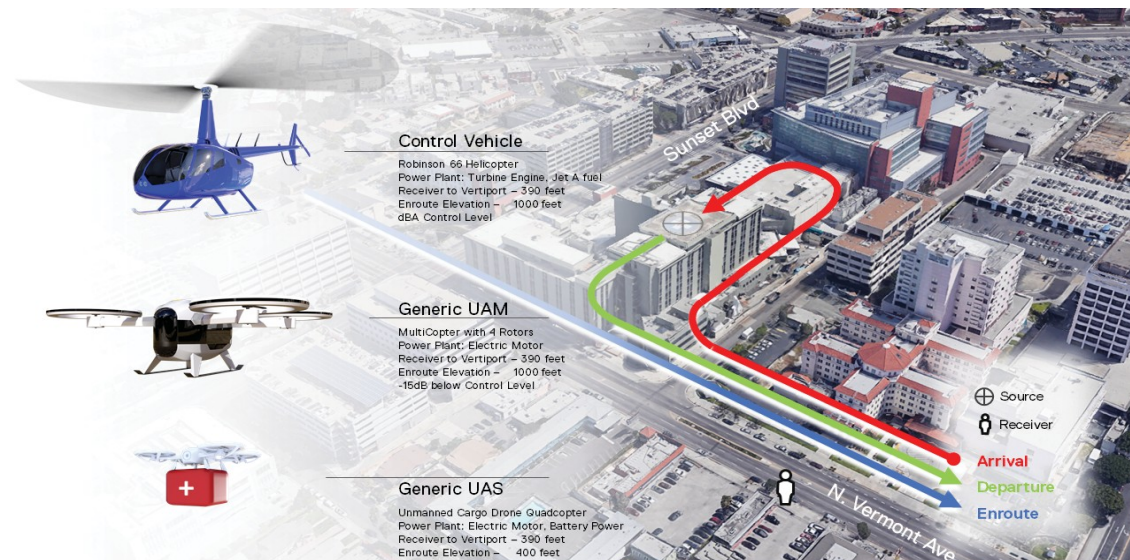 Control Vehicle
Robinson 66 Helicopter
Power Plant: Turbine Engine, Jet A fuel
Receiver to Vertiport – 390 feet
Enroute Elevation – 1000 feet
dBA Control Level
Generic UAM
MultiCopter with 4 Rotors
Power Plant: Electric Motor
Receiver to Vertiport – 390 feet
Enroute Elevation – 1000 feet
-15dB below Control Level
Generic UAS
Unmanned Cargo Drone Quadcopter
Power Plant: Electric Motor, Battery Power
Receiver to Vertiport – 390 feet
Enroute Elevation – 400 feet
Sunset Blvd
N. Vermont Ave
Source
Receiver
Arrival
Departure
Enroute